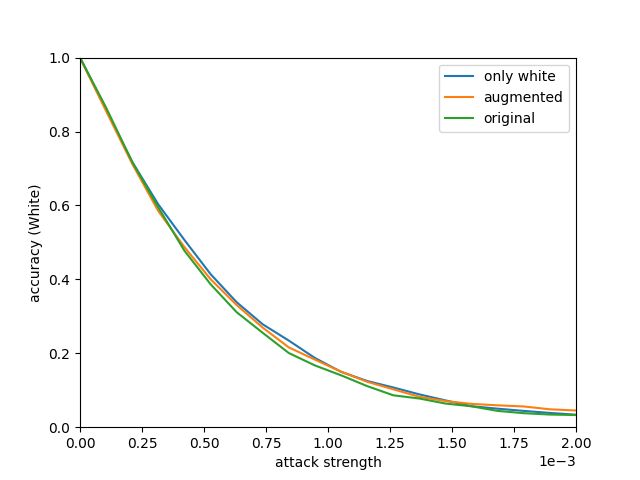 1.0
0.8
0.6
0.4
0.2
0.0
accuracy (White)
only white
augmented
original
0.00 0.25 0.50 0.75 1.00 1.25 1.50 1.75 2.00
attack strength
1e−3